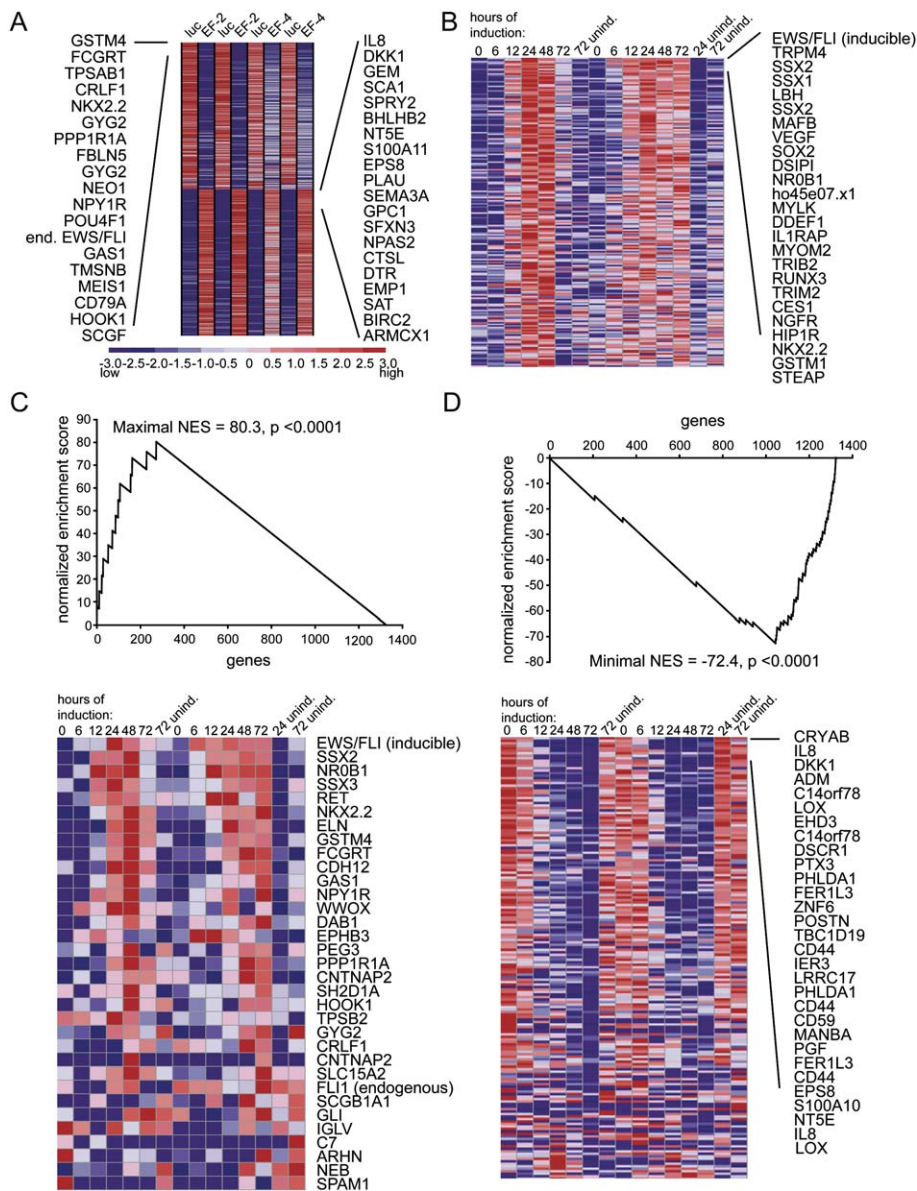 A
luc
EF-2
luc
EF-2
luc
EF-4
luc
EF-4
GSTM4
FCGRT
TPSAB1
CRLF1
NKX2.2
GYG2
PPP1R1A
FBLN5
GYG2
NEO1
NPY1R
POU4F1
end. EWS/FLI
GAS1
TMSNB
MEIS1
CD79A
HOOK1
SCGF
IL8
DKK1
GEM
SCA1
SPRY2
BHLHB2
NT5E
S100A11
EPS8
PLAU
SEMA3A
GPC1
SFXN3
NPAS2
CTSL
DTR
EMP1
SAT
BIRC2
ARMCX1
-3.0 -2.5 -2.0 -1.5 -1.0 -0.5 0.2 0.5 1.0 1.5 2.0 2.5 3.0
low high
B
hours of
induction:
0 6 12 24 48 72 72 unind. 0 6 12 24 48 72 24 unind. 72 unind.
EWS/FLI (inducible)
TRPM4
SSX2
SSX1
LBH
SSX2
MAFB
VEGF
SOX2
DSIPI
NR0B1
ho45e07.x1
MYLK
DDEF1
IL1RAP
MYOM2
TRIB2
RUNX3
TRIM2
CES1
NGFR
HIP1R
NKX2.2
GSTM1
STEAP
C
Maximal NES = 80.3, p <0.0001
normalized enrichment score
90
80
70
60
50
40
30
20
10
0
0 200 400 600 800 1000 1200 1400
genes
hours of
induction:
0 6 12 24 48 72 72 unind. 0 6 12 24 48 72 24 unind. 72 unind.
EWS/FLI (inducible)
SSX2
NR0B1
SSX3
RET
NKX2.2
ELN
GSTM4
FCGRT
CDH12
GAS1
NPY1R
WWOX
DAB1
EPHB3
PEG3
PPP1R1A
CNTNAP2
SH2D1A
HOOK1
TPSB2
GYG2
CRLF1
CNTNAP2
SLC15A2
FLI1 (endogenous)
SCGB1A1
GLI
IGLV
C7
ARHN
NEB
SPAM1
D
genes
0 200 400 600 800 1000 1200 1400
normalized enrichment score
0
-10
-20
-30
-40
-50
-60
-70
-80
Minimal NES = -72.4, p <0.0001
hours of
induction:
0 6 12 24 48 72 72 unind. 0 6 12 24 48 72 24 unind. 72 unind.
CRYAB
IL8
DKK1
ADM
C14orf78
LOX
EHD3
C14orf78
DSCR1
PTX3
PHLDA1
FER1L3
ZNF6
POSTN
TBC1D19
CD44
IER3
LRRC17
PHLDA1
CD44
CD59
MANBA
PGF
FER1L3
CD44
EPS8
S100A10
NT5E
IL8
LOX